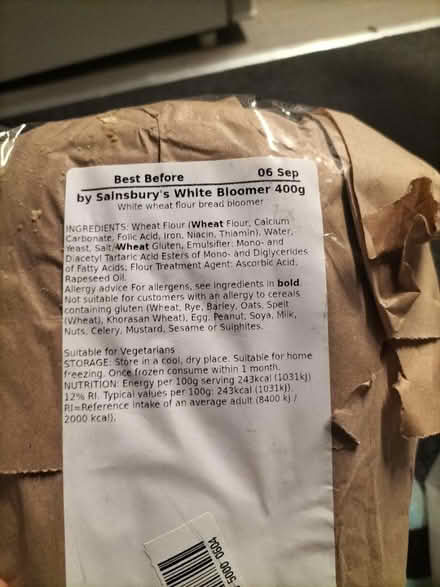 Best Before 06 Sep
by Sainsbury's White Bloomer 400g
White wheat flour bread bloomer
INGREDIENTS: Wheat Flour (Wheat Flour, Calcium
Carbonate, Folic Acid, Iron, Niacin, Thiamin), Water,
Yeast, Salt, Wheat Gluten, Emulsifier: Mono- and
Diacetyl Tartaric Acid Esters of Mono- and Diglycerides
of Fatty Acids; Flour Treatment Agent: Ascorbic Acid,
Rapeseed Oil.
Allergy advice For allergens, see ingredients in bold.
Not suitable for customers with an allergy to cereals
containing gluten (Wheat, Rye, Barley, Oats, Spelt
(Wheat), Khorasan Wheat), Egg, Peanut, Soya, Milk,
Nuts, Celery, Mustard, Sesame or Sulphites.
Suitable for Vegetarians
STORAGE: Store in a cool, dry place. Suitable for home
freezing. Once frozen consume within 1 month.
NUTRITION: Energy per 100g serving 243kcal (1031kJ)
12% RI. Typical values per 100g: 243kcal (1031kJ).
RI=Reference intake of an average adult (8400 kJ /
2000 kcal).
5000 0604